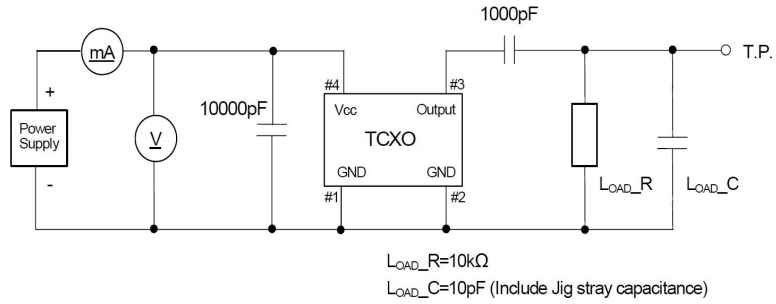 1000pF
mA
T.P.
#4
#3
+
10000pF
Vcc
Output
Power
Supply
V
TCXO
GND
GND
-
#1
#2
LOAD_R
LOAD_C
LOAD_R=10kΩ
LOAD_C=10pF (Include Jig stray capacitance)